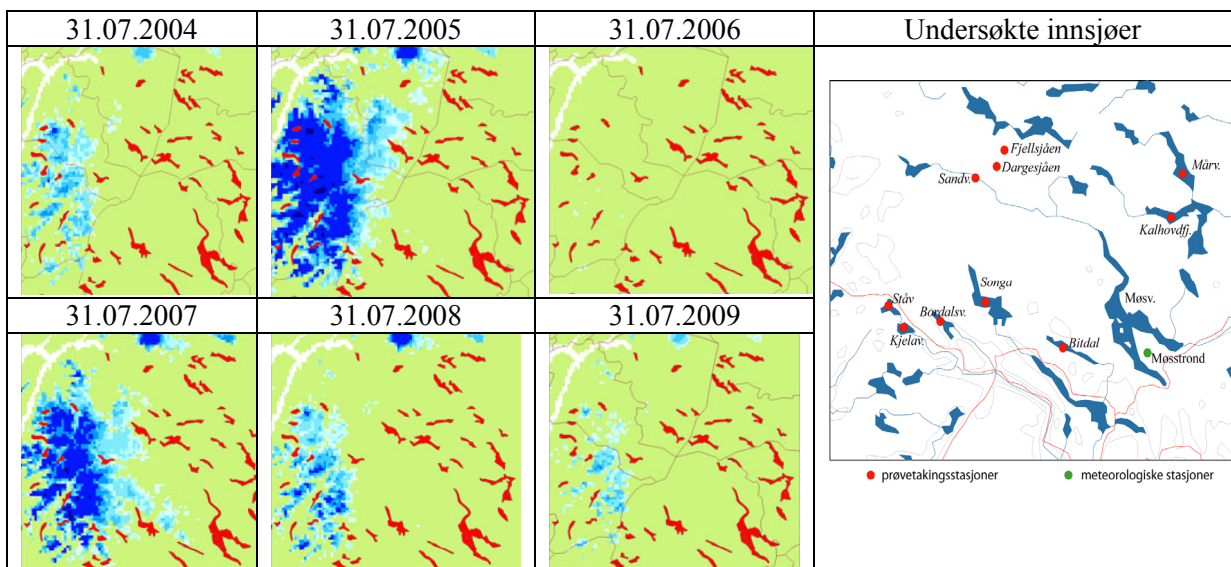 31.07.2004
31.07.2005
31.07.2006
Undersøkte innsjøer
31.07.2007
31.07.2008
31.07.2009
Fjellsjåen
Dargesjåen
Sandv.
Mårv.
Kalhovdfj.
Songa
Ståv
Bordalsv.
Kjelav.
Møsv.
Bitdal
Møsstrond
prøvetakingsstasjoner
meteorologiske stasjoner